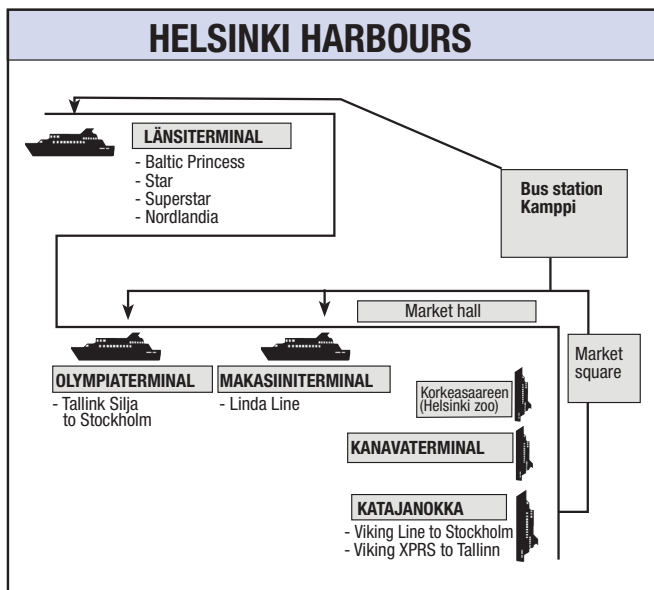 HELSINKI HARBOURS
LÄNSITERMINAL
- Baltic Princess
- Star
- Superstar
- Nordlandia
Bus station
Kamppi
Market hall
Market
square
OLYMPIATERMINAL
- Tallink Silja
to Stockholm
MAKASIINITERMINAL
- Linda Line
Korkeasaareen
(Helsinki zoo)
KANAVATERMINAL
KATAJANOKKA
- Viking Line to Stockholm
- Viking XPRS to Tallinn